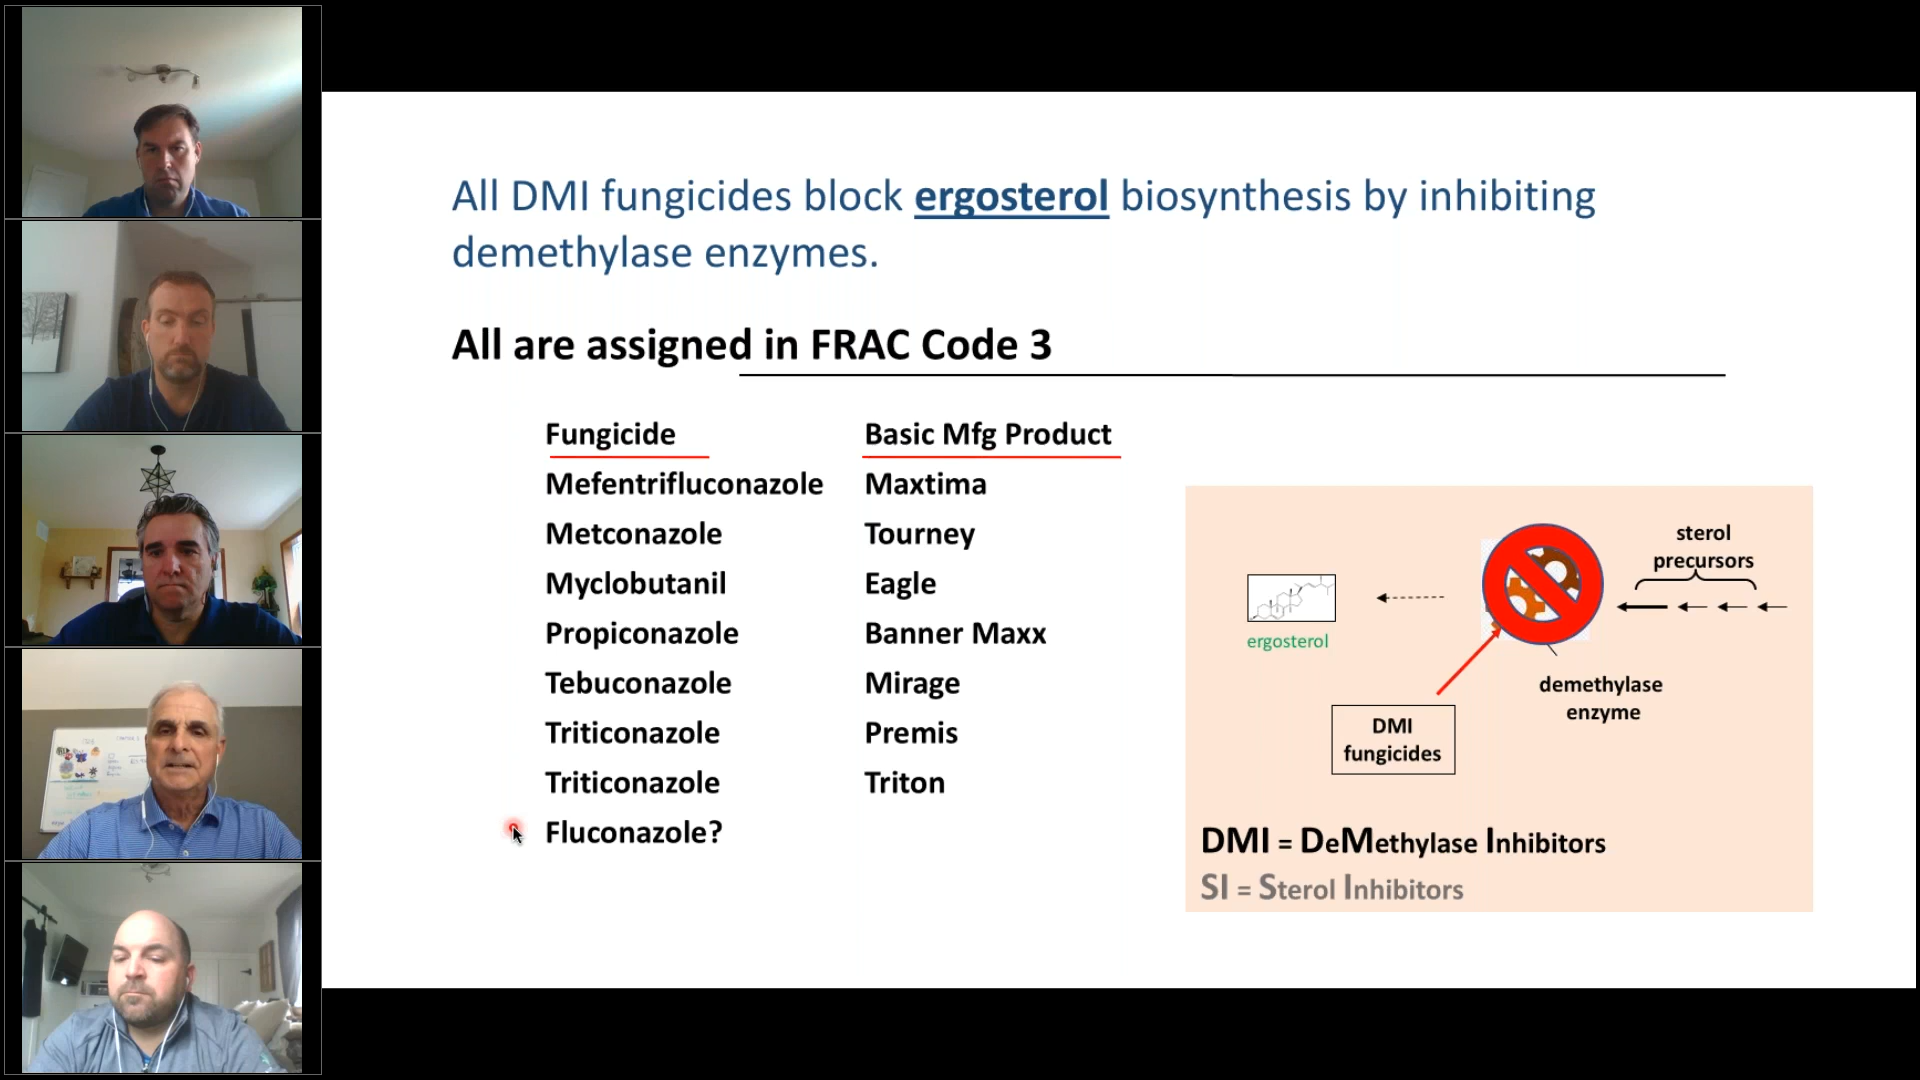 All DMI fungicides block ergosterol biosynthesis by inhibiting
demethylase enzymes.
All are assigned in FRAC Code 3
Fungicide Basic Mfg Product
Mefentrifluconazole Maxtima
Metconazole Tourney
Myclobutanil Eagle
Propiconazole Banner Maxx
Tebuconazole Mirage
Triticonazole Premis
Triticonazole Triton
Fluconazole?
sterol
precursors
ergosterol
demethylase
enzyme
DMI
fungicides
DMI = DeMethylase Inhibitors
SI = Sterol Inhibitors